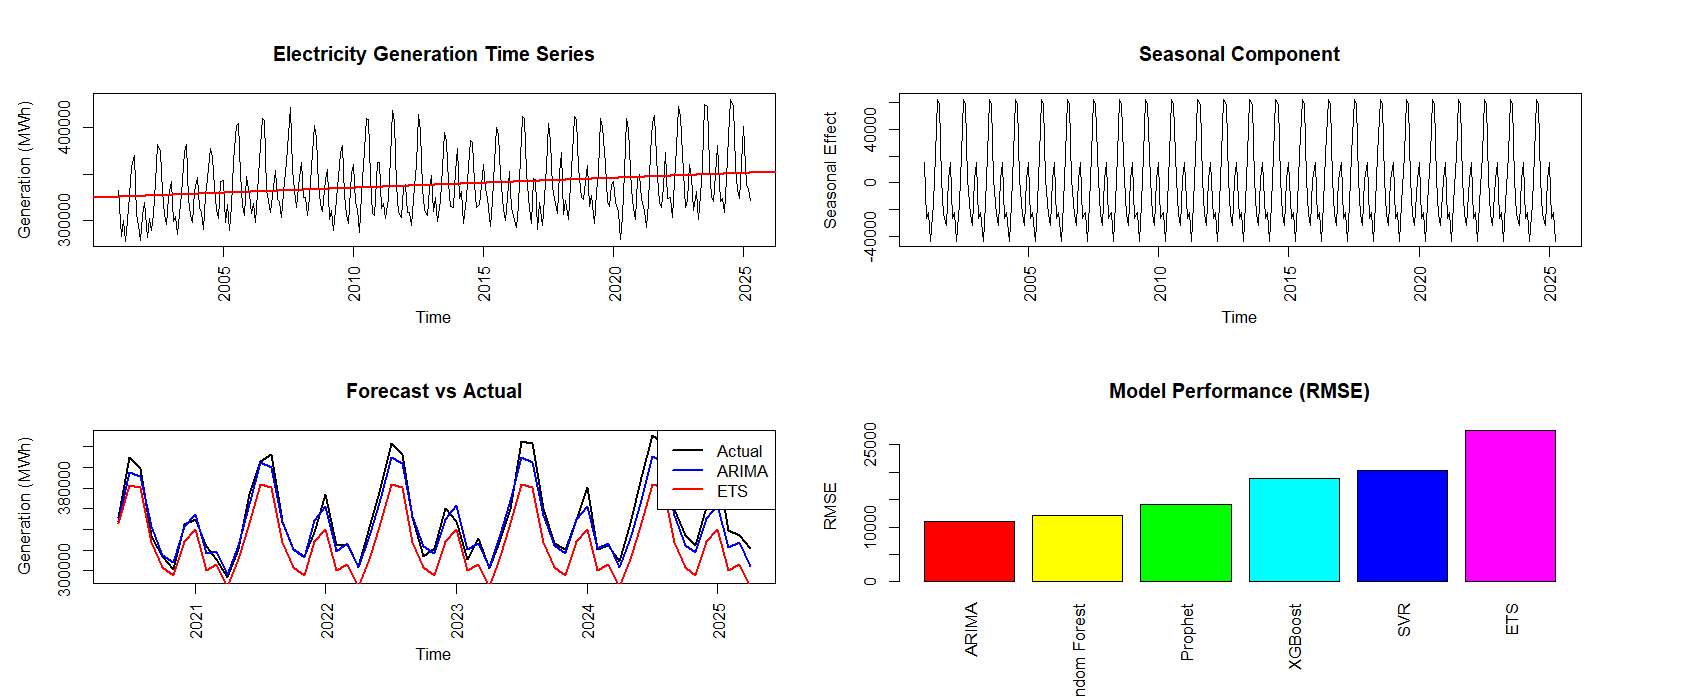 Electricity Generation Time Series
Generation (MWh)
300000
400000
2005
2010
2015
2020
2025
Time
Seasonal Component
Seasonal Effect
-40000
0
40000
2005
2010
2015
2020
2025
Time
Forecast vs Actual
Generation (MWh)
300000
380000
Actual
ARIMA
ETS
2021
2022
2023
2024
2025
Time
Model Performance (RMSE)
RMSE
0
10000
25000
ARIMA
ndom Forest
Prophet
XGBoost
SVR
ETS